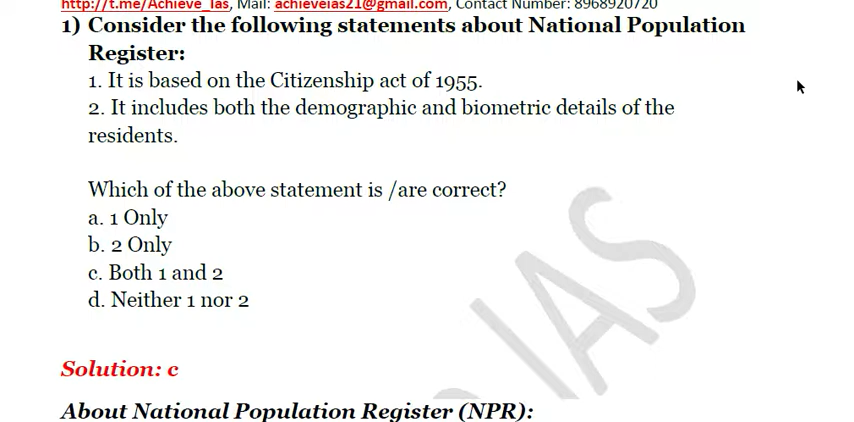 http://t.me/Achieve_Ias, Mail: achieveias21@gmail.com, Contact Number: 8968920720
1) Consider the following statements about National Population
Register:
1. It is based on the Citizenship act of 1955.
2. It includes both the demographic and biometric details of the
residents.
Which of the above statement is /are correct?
a. 1 Only
b. 2 Only
c. Both 1 and 2
d. Neither 1 nor 2
Solution: c
About National Population Register (NPR):
IAS